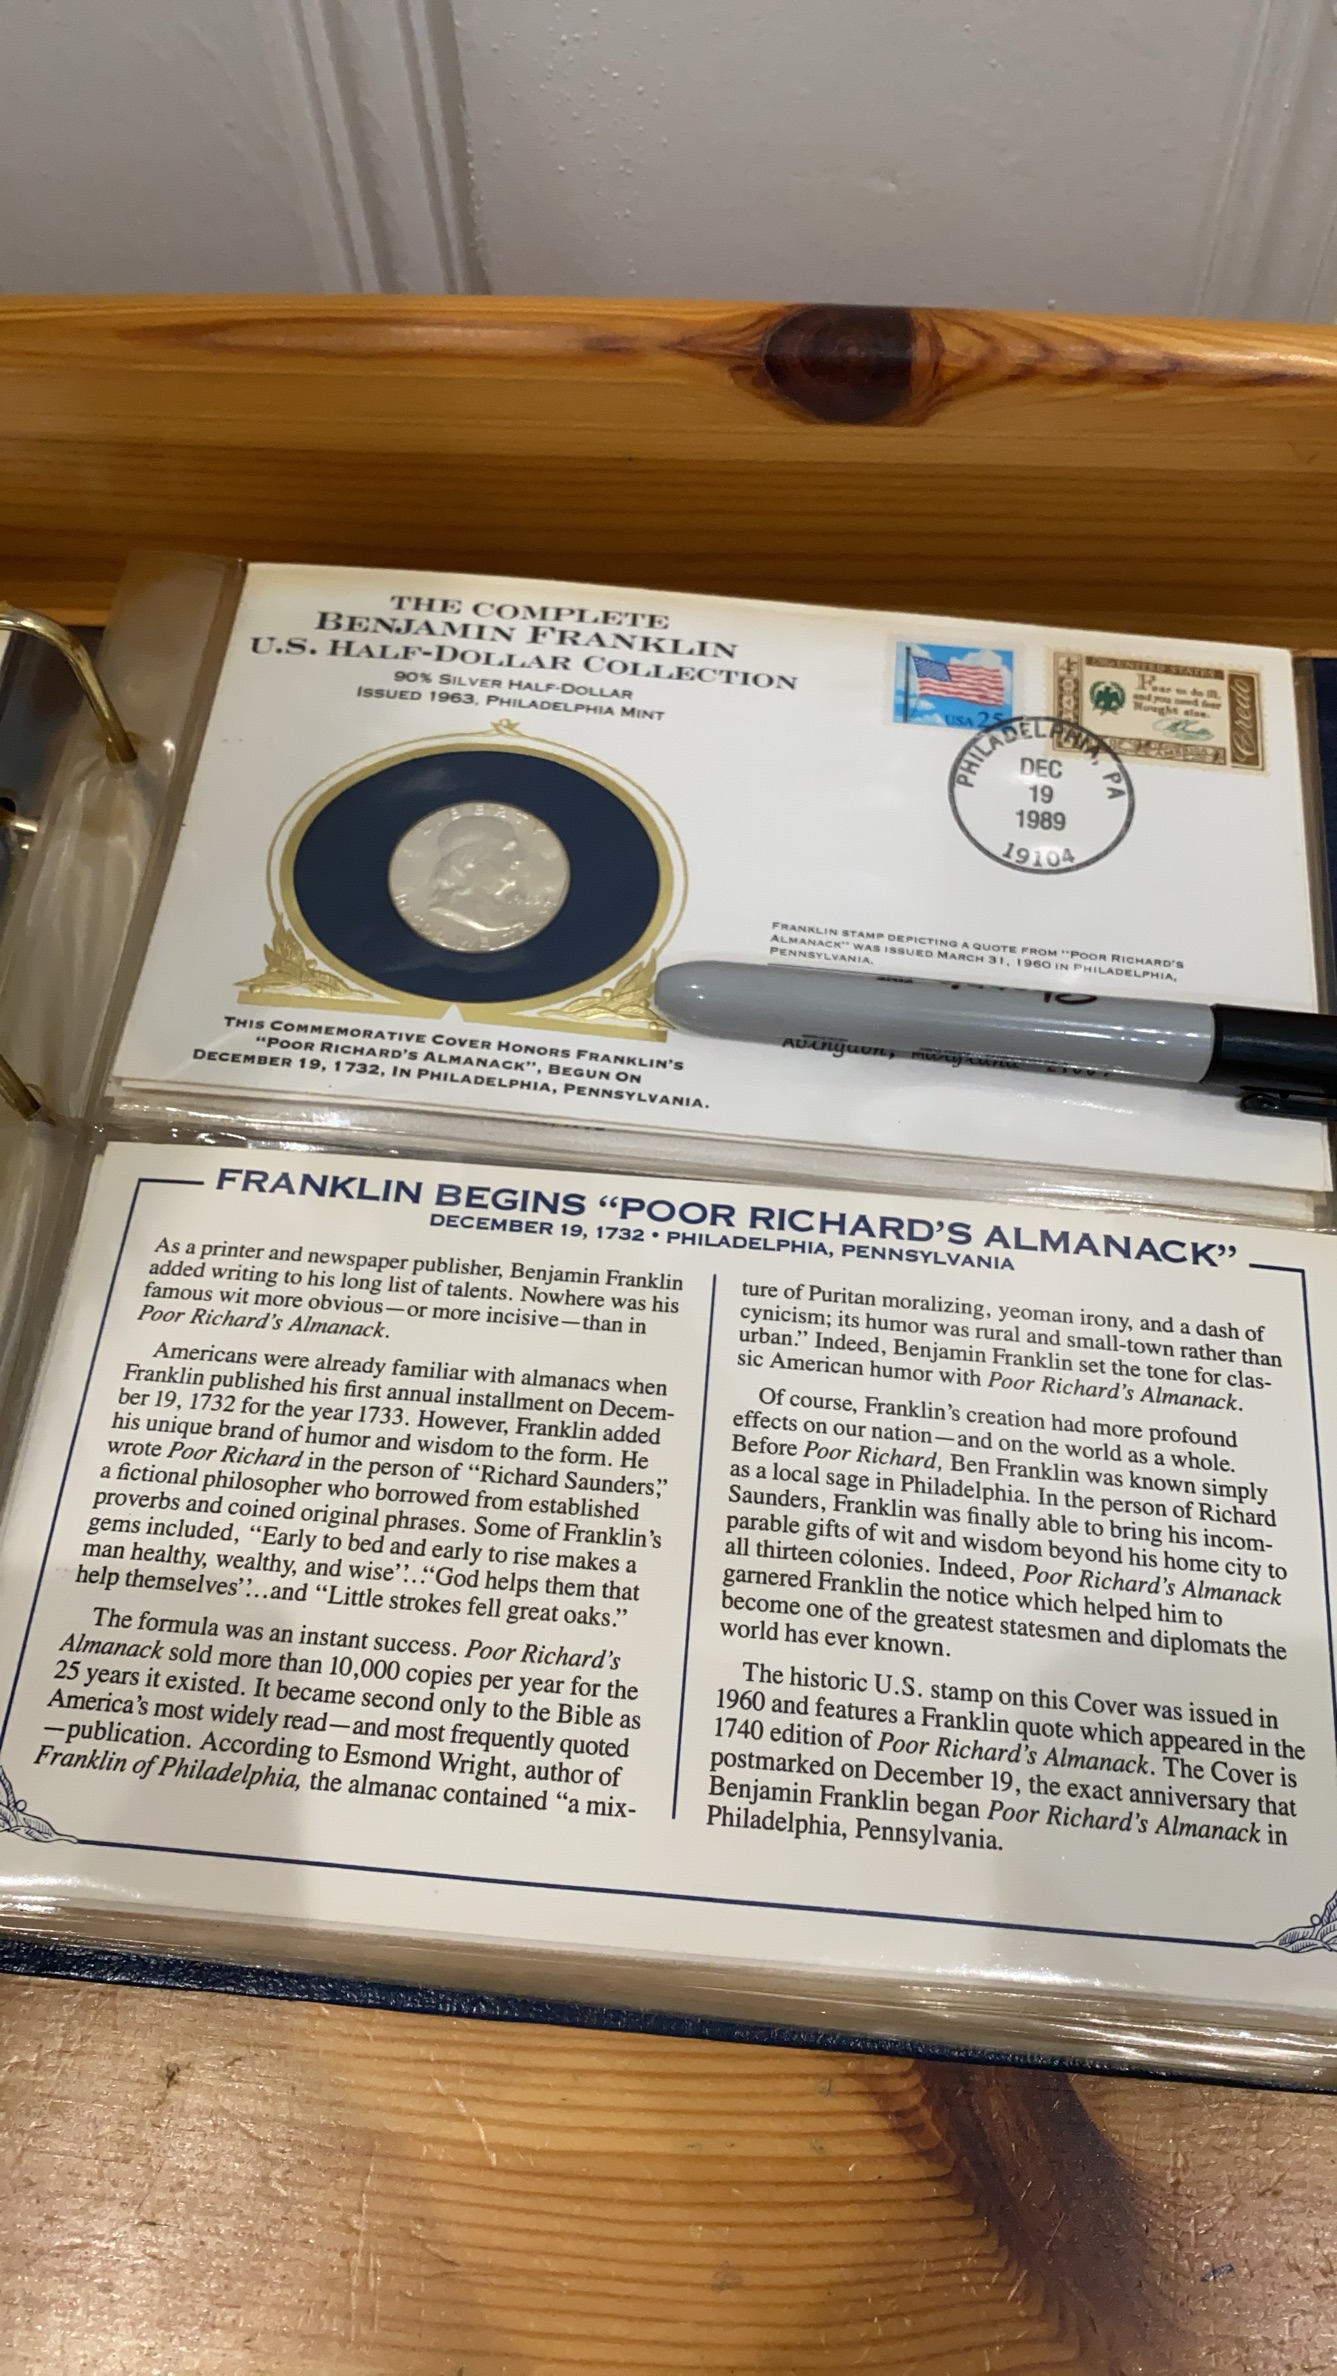 THE COMPLETE
BENJAMIN FRANKLIN
U.S. HALF-DOLLAR COLLECTION
90% SILVER HALF-DOLLAR
ISSUED 1963, PHILADELPHIA MINT
LIBERTY
USA 25
4¢
UNITED STATES
Fear to do ill,
and you need fear
Nought else.
Credo
PHILADELPHIA, PA
DEC
19
1989
19104
FRANKLIN STAMP DEPICTING A QUOTE FROM "POOR RICHARD'S
ALMANACK" WAS ISSUED MARCH 31, 1960 IN PHILADELPHIA,
PENNSYLVANIA.
Abingdon, Maryland
THIS COMMEMORATIVE COVER HONORS FRANKLIN'S
"POOR RICHARD'S ALMANACK", BEGUN ON
DECEMBER 19, 1732, IN PHILADELPHIA, PENNSYLVANIA.
FRANKLIN BEGINS "POOR RICHARD'S ALMANACK"
DECEMBER 19, 1732 • PHILADELPHIA, PENNSYLVANIA
As a printer and newspaper publisher, Benjamin Franklin
added writing to his long list of talents. Nowhere was his
famous wit more obvious—or more incisive—than in
Poor Richard's Almanack.
Americans were already familiar with almanacs when
Franklin published his first annual installment on Decem-
ber 19, 1732 for the year 1733. However, Franklin added
his unique brand of humor and wisdom to the form. He
wrote Poor Richard in the person of "Richard Saunders,"
a fictional philosopher who borrowed from established
proverbs and coined original phrases. Some of Franklin's
gems included, "Early to bed and early to rise makes a
man healthy, wealthy, and wise"..."God helps them that
help themselves"...and "Little strokes fell great oaks."
The formula was an instant success. Poor Richard's
Almanack sold more than 10,000 copies per year for the
25 years it existed. It became second only to the Bible as
America's most widely read—and most frequently quoted
—publication. According to Esmond Wright, author of
Franklin of Philadelphia, the almanac contained "a mix-
ture of Puritan moralizing, yeoman irony, and a dash of
cynicism; its humor was rural and small-town rather than
urban." Indeed, Benjamin Franklin set the tone for clas-
sic American humor with Poor Richard's Almanack.
Of course, Franklin's creation had more profound
effects on our nation—and on the world as a whole.
Before Poor Richard, Ben Franklin was known simply
as a local sage in Philadelphia. In the person of Richard
Saunders, Franklin was finally able to bring his incom-
parable gifts of wit and wisdom beyond his home city to
all thirteen colonies. Indeed, Poor Richard's Almanack
garnered Franklin the notice which helped him to
become one of the greatest statesmen and diplomats the
world has ever known.
The historic U.S. stamp on this Cover was issued in
1960 and features a Franklin quote which appeared in the
1740 edition of Poor Richard's Almanack. The Cover is
postmarked on December 19, the exact anniversary that
Benjamin Franklin began Poor Richard's Almanack in
Philadelphia, Pennsylvania.